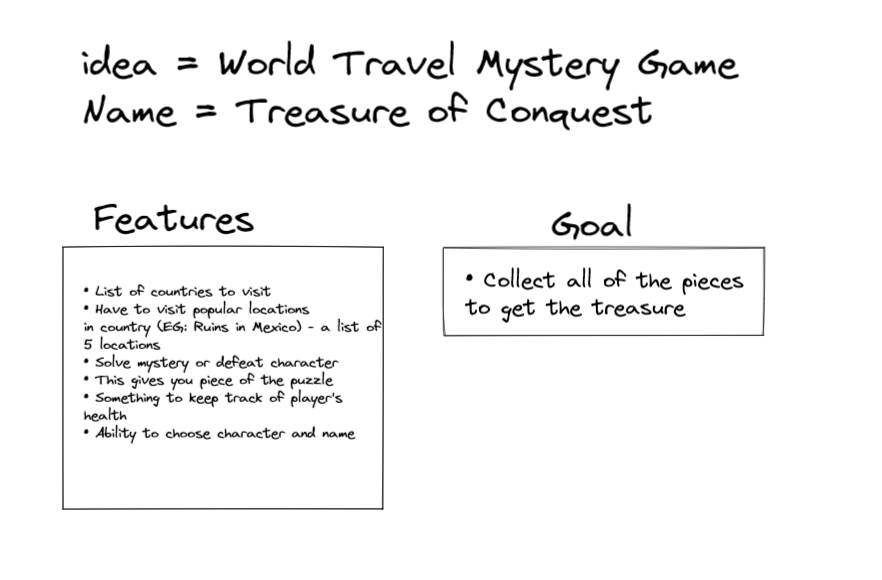 idea = World Travel Mystery Game
Name = Treasure of Conquest
Features
• List of countries to visit
• Have to visit popular locations
in country (EG: Ruins in Mexico) - a list of
5 locations
• Solve mystery or defeat character
• This gives you piece of the puzzle
• Something to keep track of player's
health
• Ability to choose character and name
Goal
• Collect all of the pieces
to get the treasure